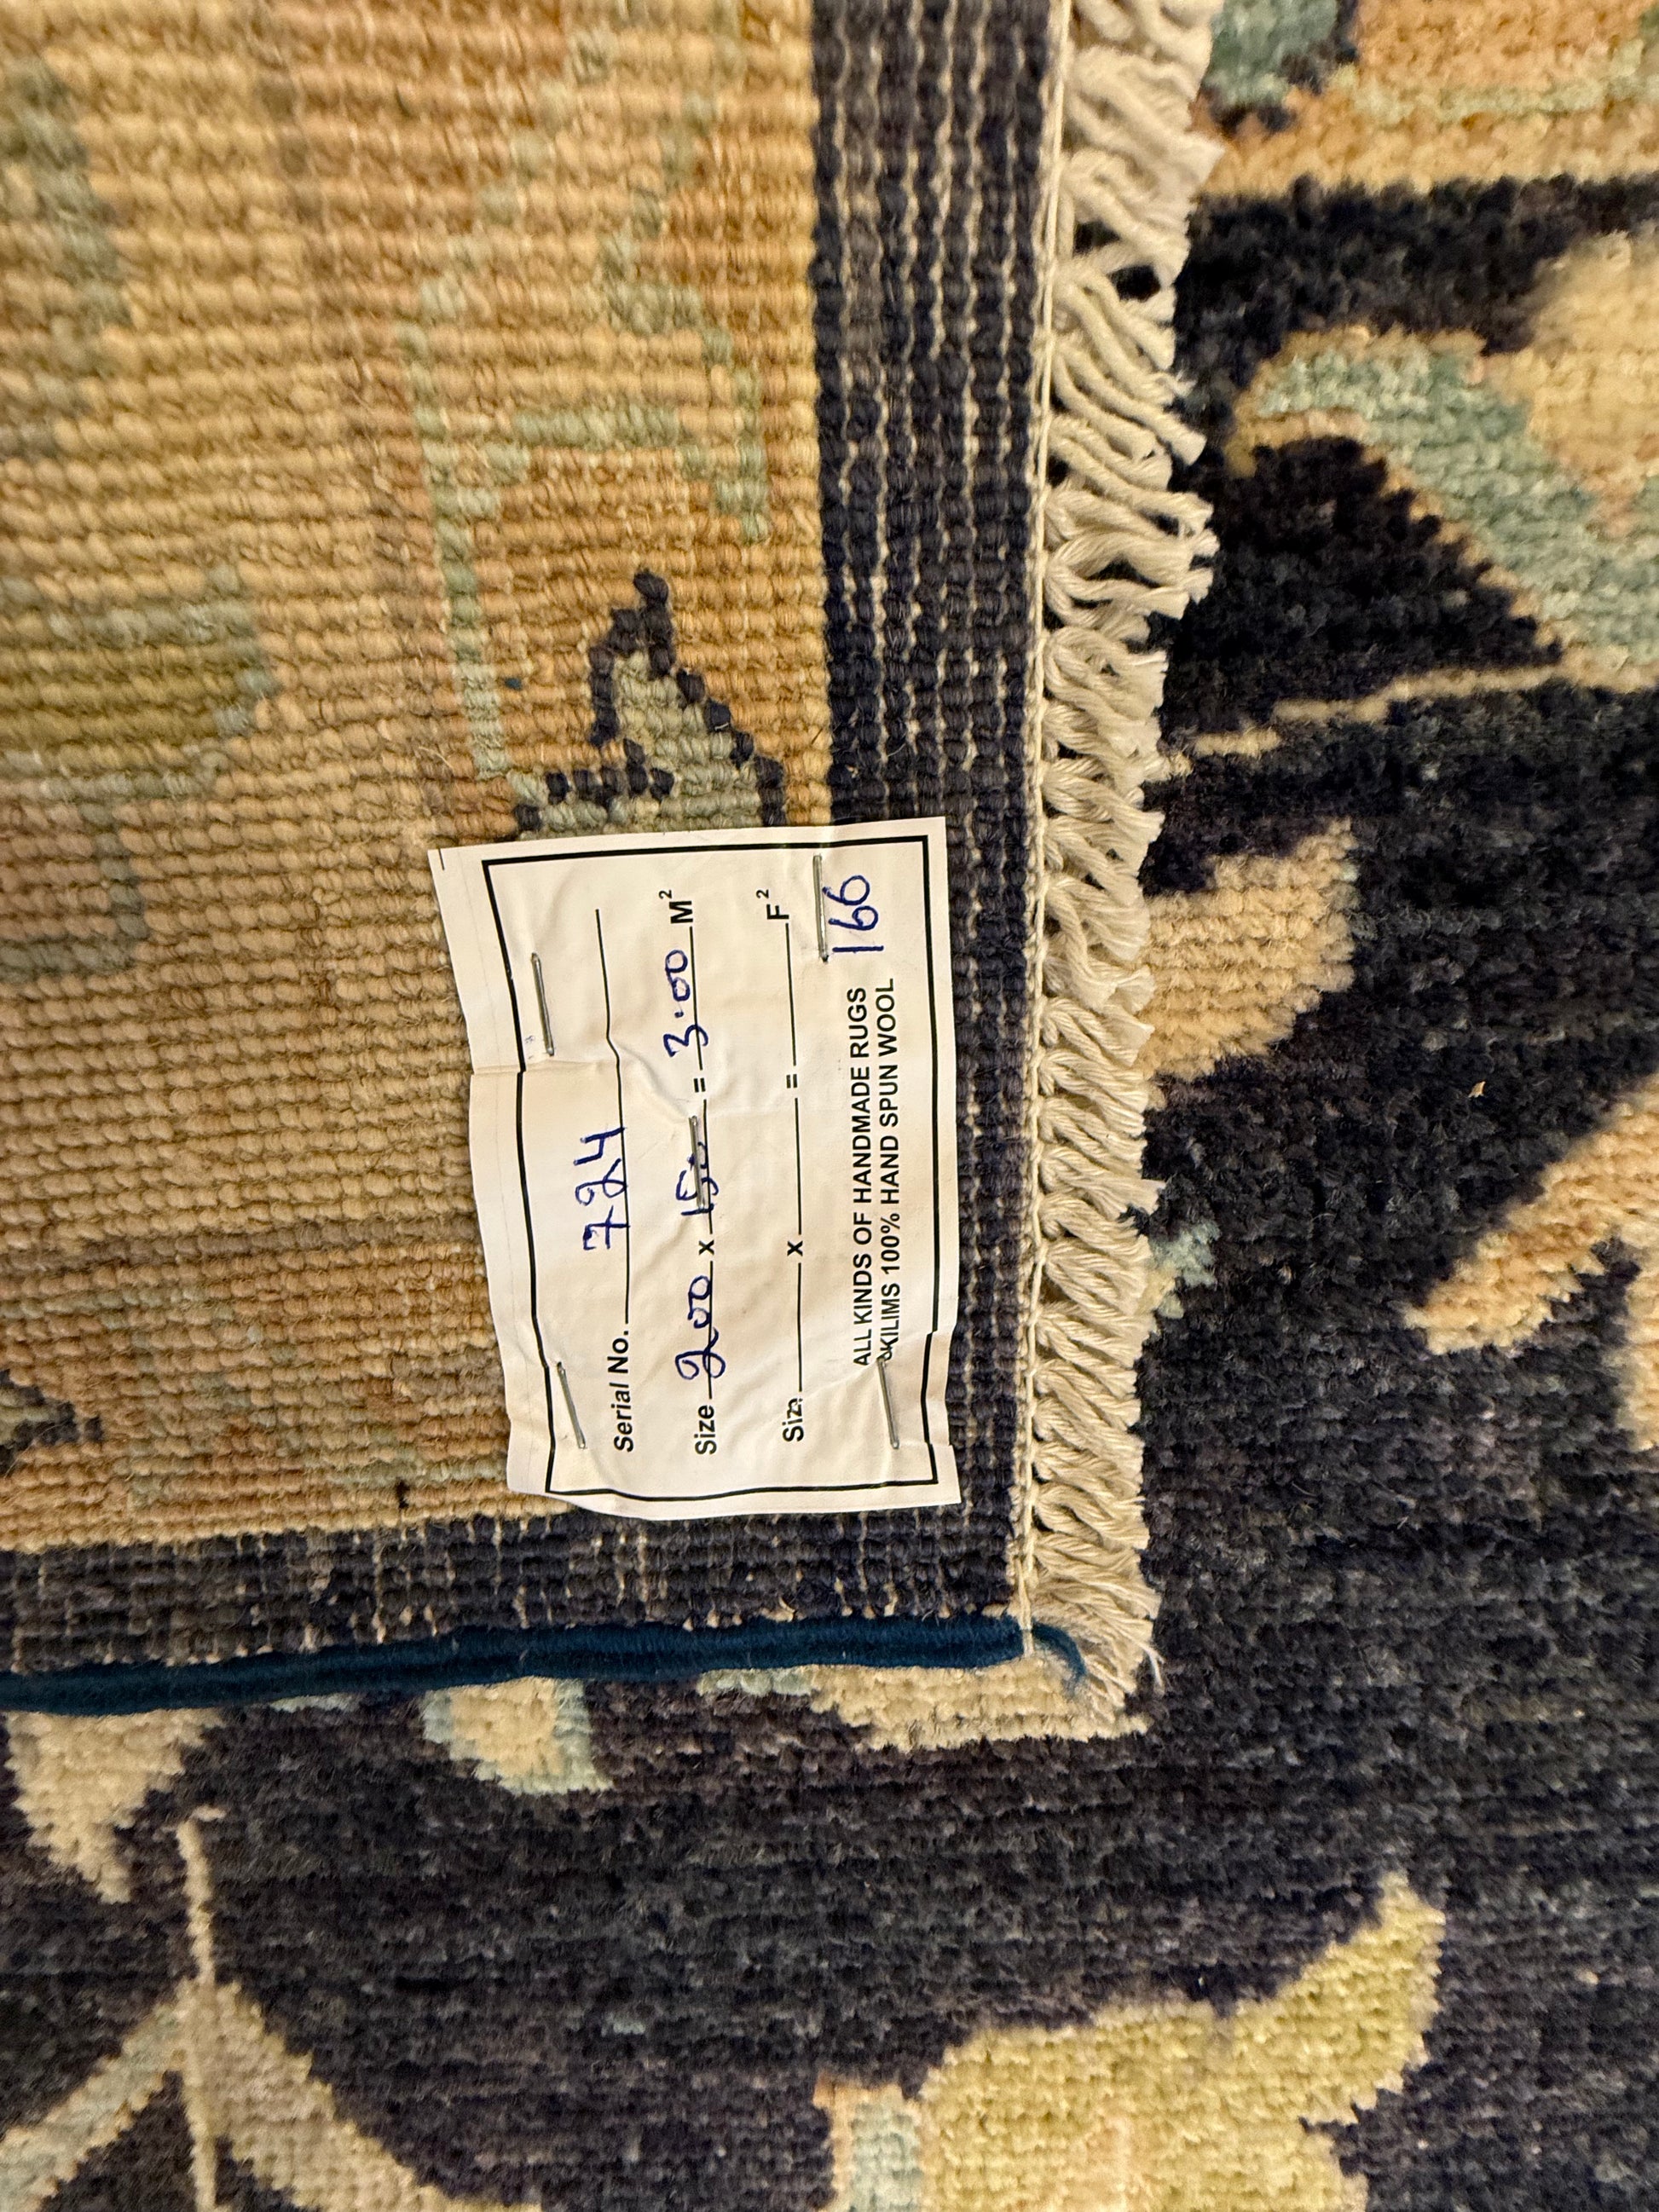 Serial No. 724
Size 200 x 150 = 3.00 M²
Size x = F²
ALL KINDS OF HANDMADE RUGS
&KILIMS 100% HAND SPUN WOOL
166